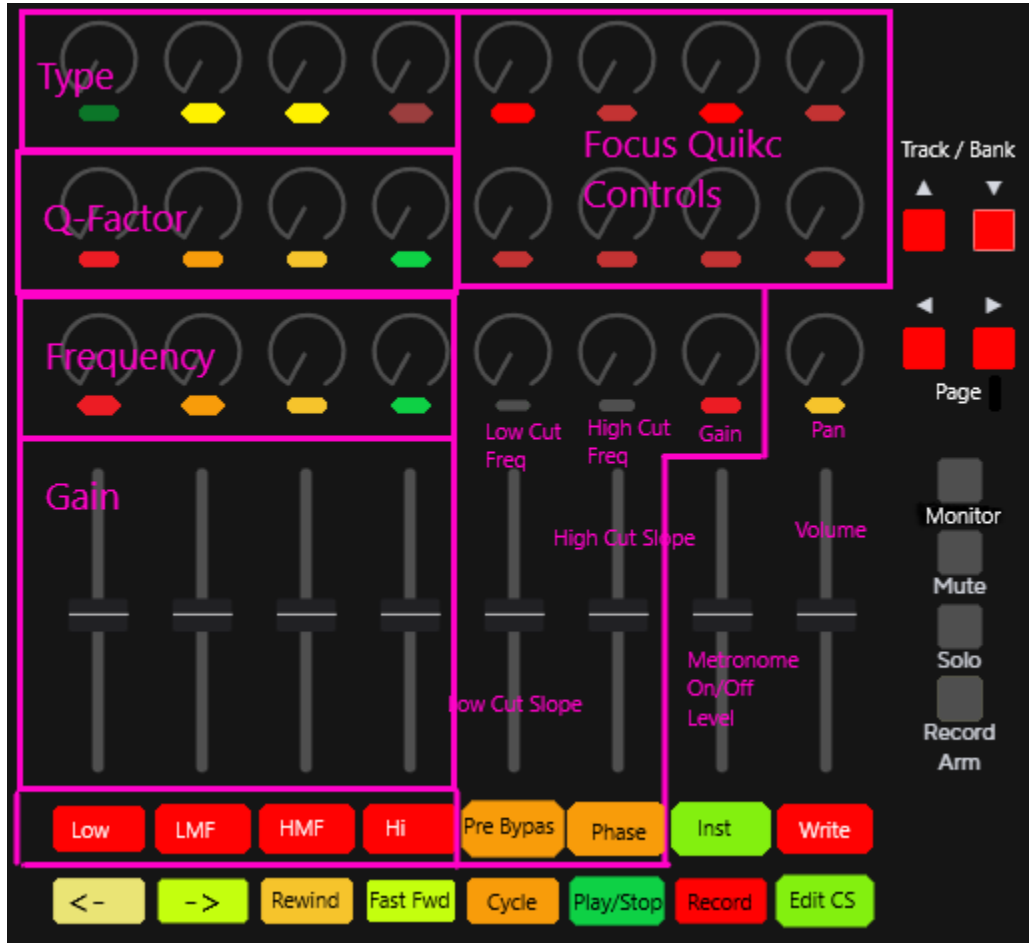 Type
Focus Quikc
Controls
Track / Bank
Q-Factor
Frequency
Page
Low Cut
Freq
High Cut
Freq
Gain
Pan
Gain
High Cut Slope
Volume
Monitor
Mute
Solo
Record
Arm
Metronome
On/Off
Level
Low Cut Slope
Low
LMF
HMF
Hi
Pre Bypas
Phase
Inst
Write
<-
->
Rewind
Fast Fwd
Cycle
Play/Stop
Record
Edit CS